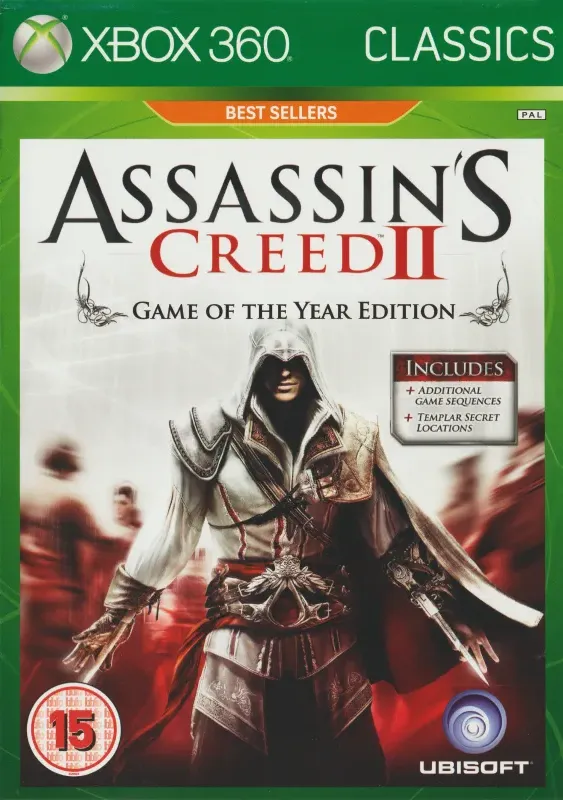 XBOX 360 CLASSICS
BEST SELLERS
PAL
ASSASSIN'S
CREED II
™
GAME OF THE YEAR EDITION
INCLUDES
+ ADDITIONAL
GAME SEQUENCES
+ TEMPLAR SECRET
LOCATIONS
15
UBISOFT